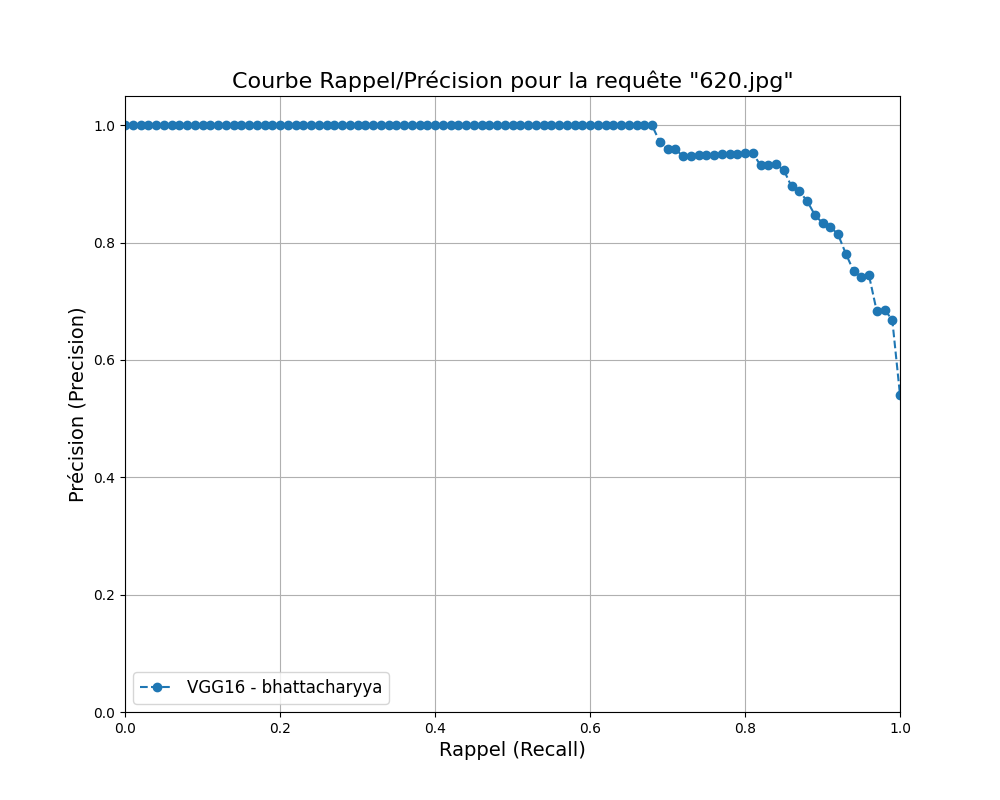 Courbe Rappel/Précision pour la requête "620.jpg"
1.0
0.8
0.6
0.4
0.2
0.0
Précision (Precision)
VGG16 - bhattacharyya
0.0 0.2 0.4 0.6 0.8 1.0
Rappel (Recall)